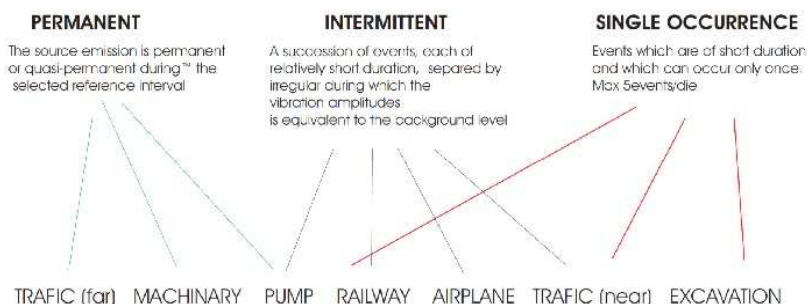 PERMANENT
The source emission is permanent
or quasi-permanent during™ the
selected reference interval
INTERMITTENT
A succession of events, each of
relatively short duration, separed by
irregular during which the
vibration amplitudes
is equivalent to the background level
SINGLE OCCURRENCE
Events which are of short duration
and which can occur only once.
Max 5events/die
TRAFIC (far) MACHINARY PUMP RAILWAY AIRPLANE TRAFIC (near) EXCAVATION